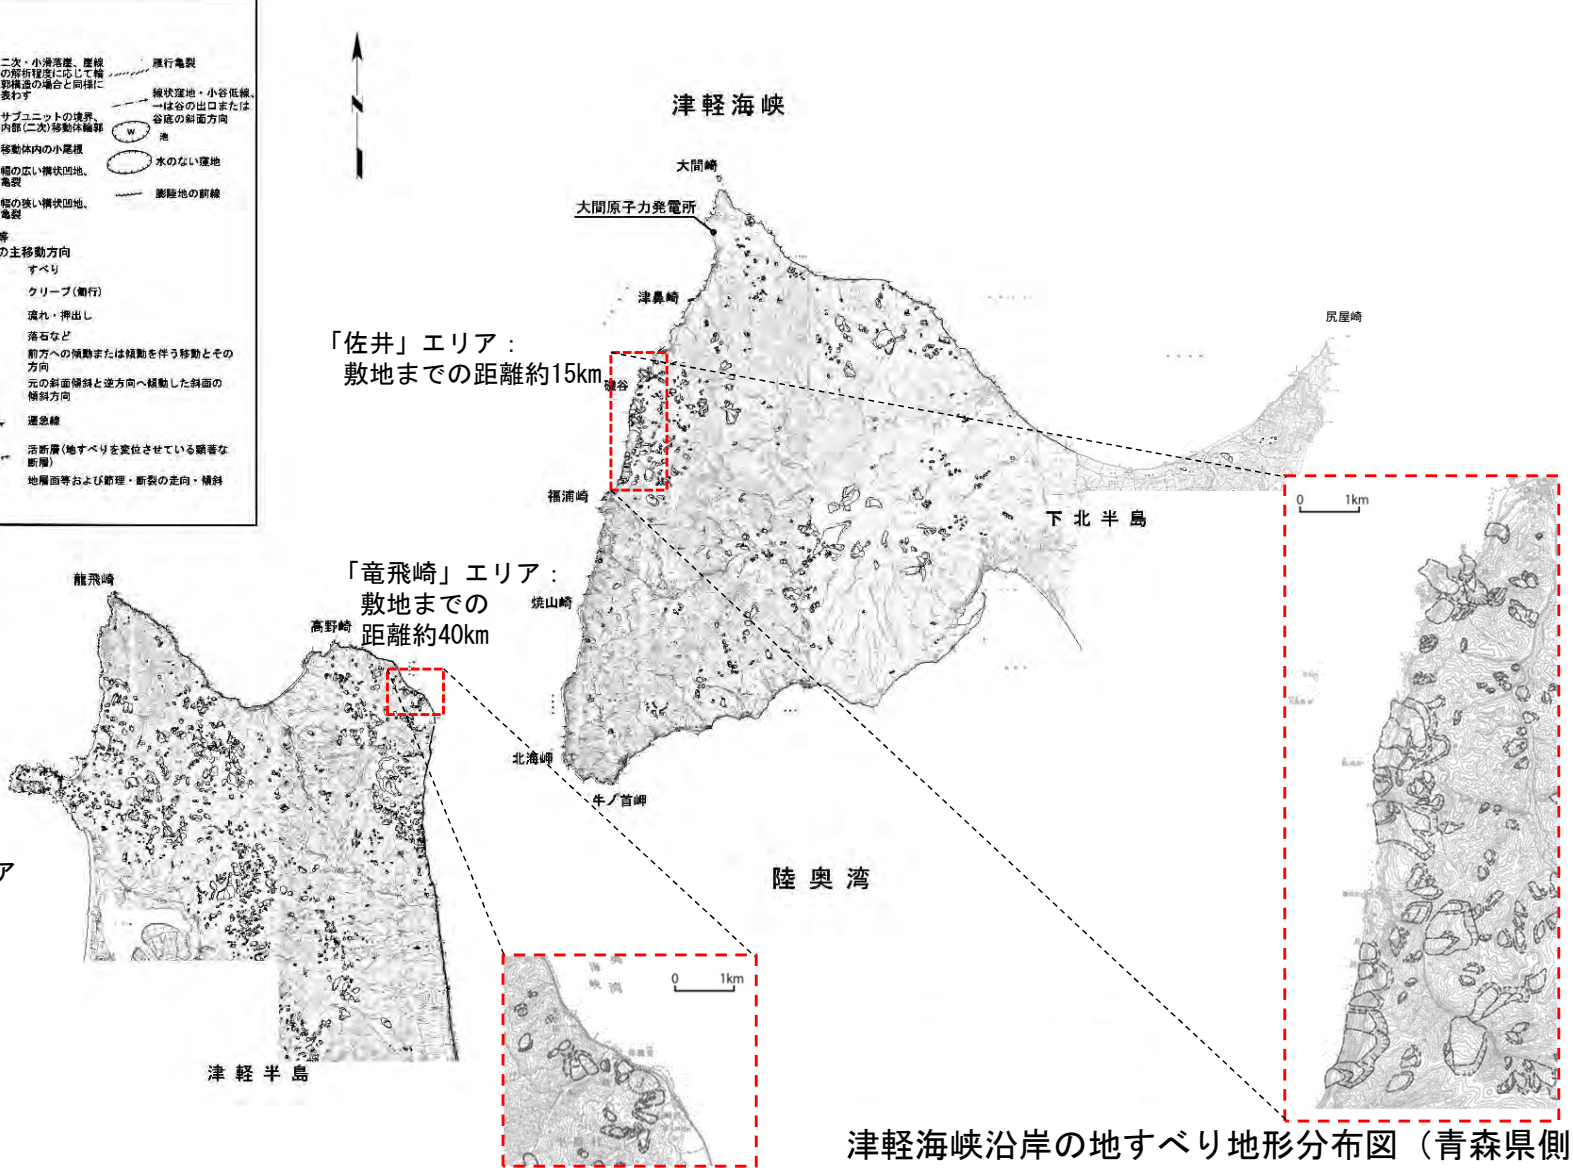 二次・小滑落崖、崖線
の解析程度に応じて輪
郭構造の場合と同様に
表わす
サブユニットの境界、
内部(二次)移動体輪郭
移動体内の小尾根
幅の広い横状凹地、
亀裂
幅の狭い横状凹地、
亀裂
等
の主移動方向
すべり
クリープ(匍行)
流れ・押出し
落石など
前方への傾動または傾動を伴う移動とその
方向
元の斜面傾斜と逆方向へ傾動した斜面の
傾斜方向
遷急線
活断層(地すべりを変位させている顕著な
断層)
地層面等および節理・断裂の走向・傾斜
雁行亀裂
線状窪地・小谷底線、
→は谷の出口または
谷底の斜面方向
W
池
水のない窪地
膨隆地の前線
N
津軽海峡
大間崎
大間原子力発電所
津鼻崎
尻屋崎
「佐井」エリア：
敷地までの距離約15km
磯谷
福浦崎
下北半島
0 1km
「竜飛崎」エリア：
敷地までの
距離約40km
龍飛崎
高野崎
焼山崎
北海岬
牛ノ首岬
ア
陸奥湾
0 1km
津軽半島
津軽海峡沿岸の地すべり地形分布図（青森県側